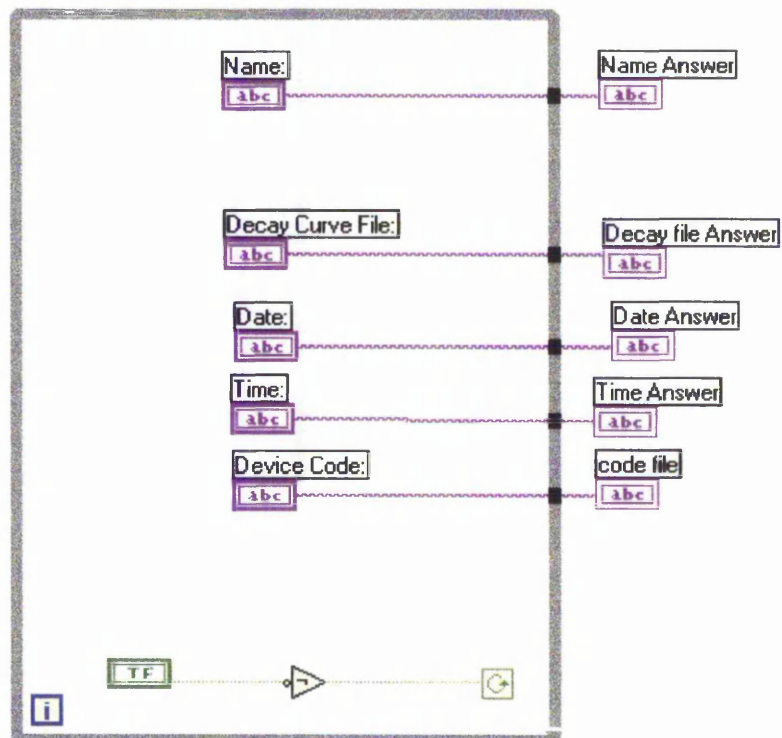 Name:
abc
Name Answer
abc
Decay Curve File:
abc
Decay file Answer
abc
Date:
abc
Date Answer
abc
Time:
abc
Time Answer
abc
Device Code:
abc
code file
abc
TF
i